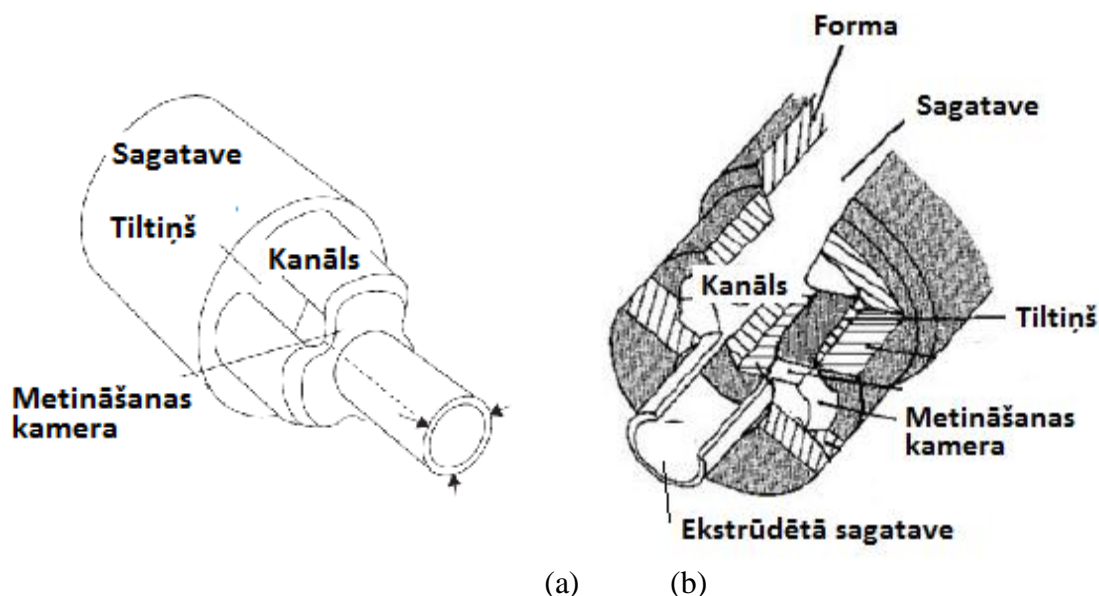 Sagatave
Tiltiņš
Kanāls
Metināšanas
kamera
Forma
Sagatave
Kanāls
Tiltiņš
Metināšanas
kamera
Ekstrūdētā sagatave
(a)
(b)